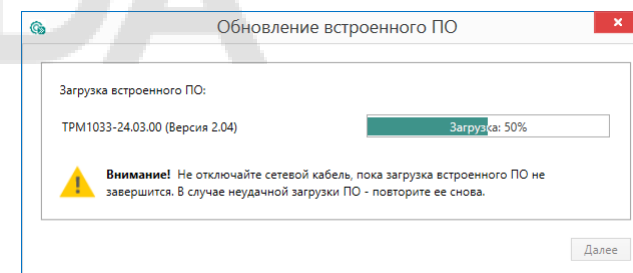 Обновление встроенного ПО
Загрузка встроенного ПО:
ТРМ1033-24.03.00 (Версия 2.04)
Загрузка: 50%
Внимание! Не отключайте сетевой кабель, пока загрузка встроенного ПО не
завершится. В случае неудачной загрузки ПО - повторите ее снова.
Далее